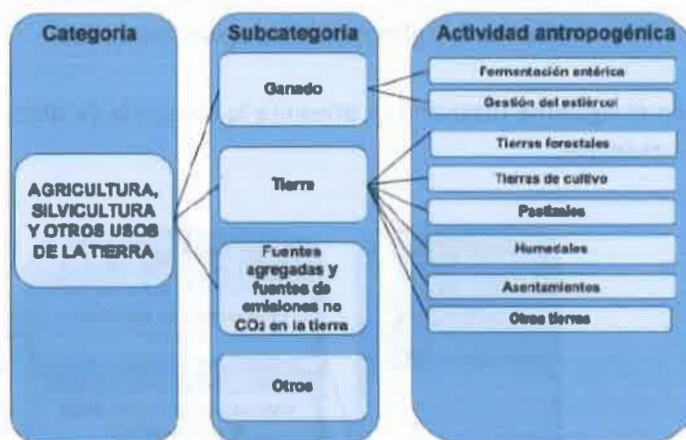 Categoría
AGRICULTURA,
SILVICULTURA
Y OTROS USOS
DE LA TIERRA
Subcategoría
Ganado
Tierra
Fuentes
agregadas y
fuentes de
emisiones no
CO₂ en la tierra
Otros
Actividad antropogénica
Fermentación entérica
Gestión del estiércol
Tierras forestales
Tierras de cultivo
Pastizales
Humedales
Asentamientos
Otras tierras